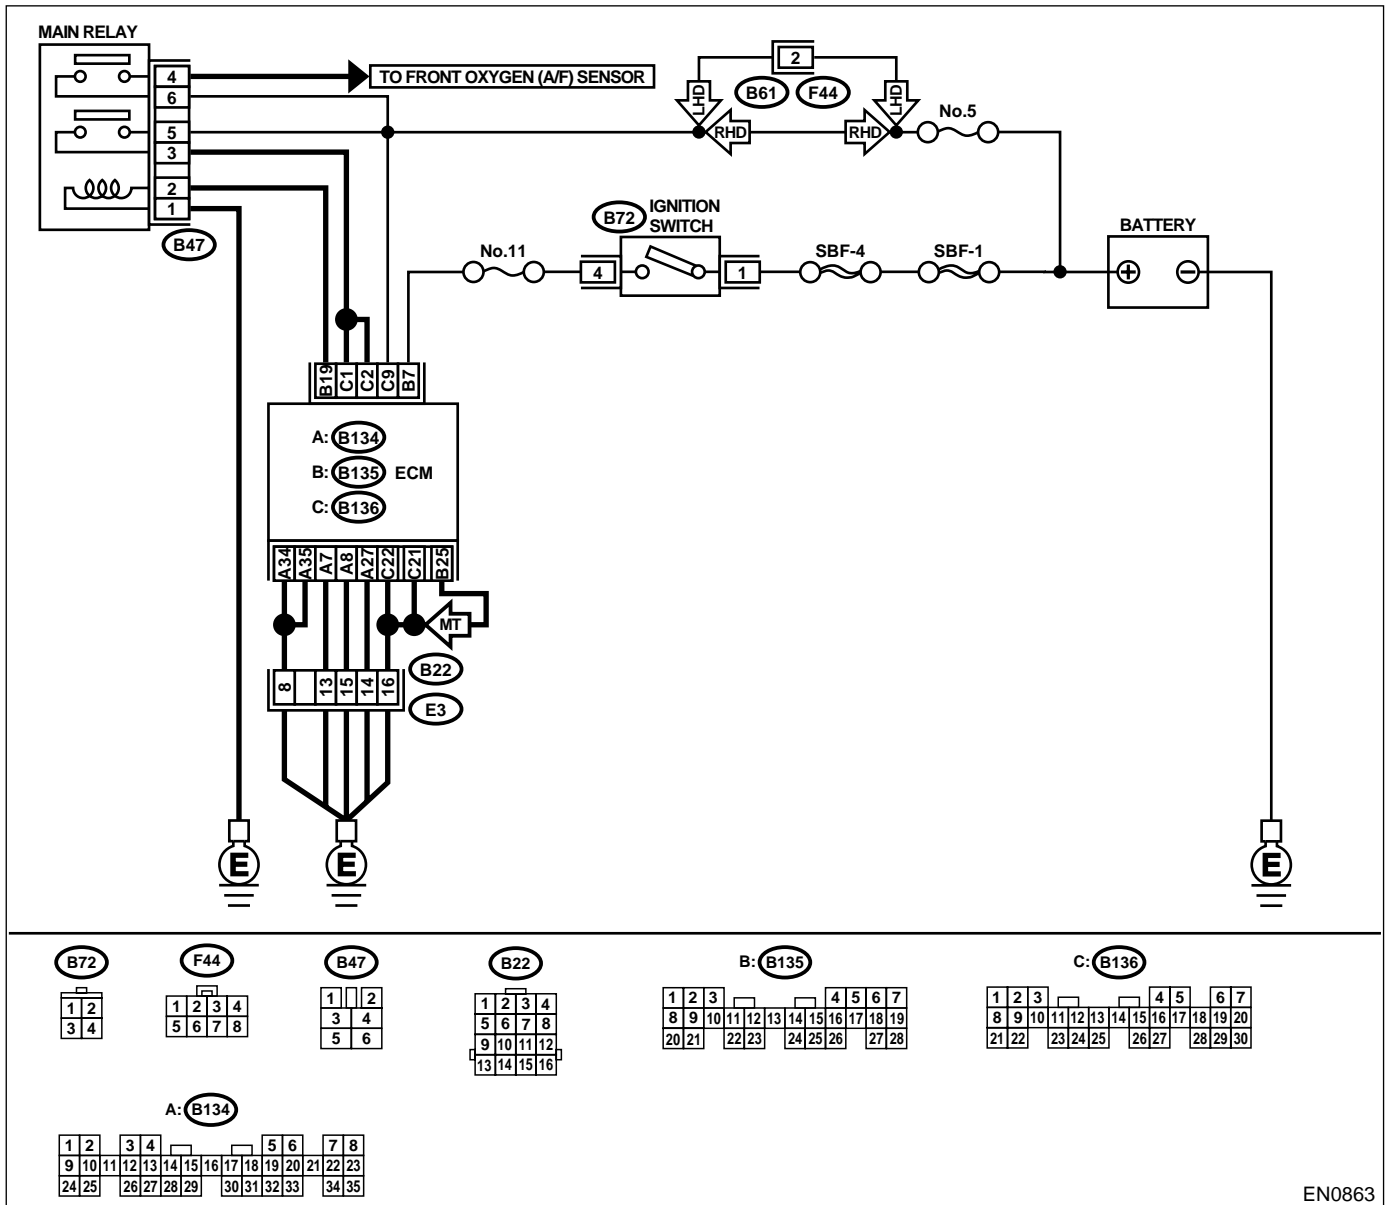 MAIN RELAY
4
6
5
3
2
1
B47
TO FRONT OXYGEN (A/F) SENSOR
2
B61
F44
LHD
LHD
RHD
RHD
No.5
B72
IGNITION
SWITCH
No.11
4
1
SBF-4
SBF-1
BATTERY
B19
C1
C2
C9
B7
A: B134
B: B135 ECM
C: B136
A34
A35
A7
A8
A27
C22
C21
B25
MT
B22
8
13
15
14
16
E3
E
E
E
B72
1 2
3 4
F44
1 2 3 4
5 6 7 8
B47
1 2
3 4
5 6
B22
1 2 3 4
5 6 7 8
9 10 11 12
13 14 15 16
B: B135
1 2 3 4 5 6 7
8 9 10 11 12 13 14 15 16 17 18 19
20 21 22 23 24 25 26 27 28
C: B136
1 2 3 4 5 6 7
8 9 10 11 12 13 14 15 16 17 18 19 20
21 22 23 24 25 26 27 28 29 30
A: B134
1 2 3 4 5 6 7 8
9 10 11 12 13 14 15 16 17 18 19 20 21 22 23
24 25 26 27 28 29 30 31 32 33 34 35
EN0863